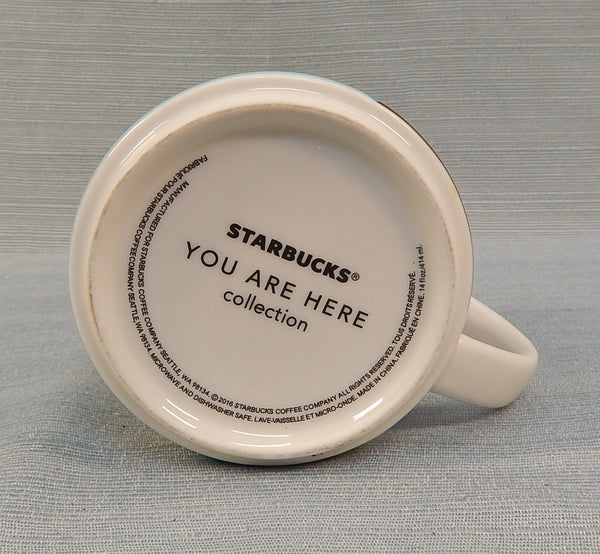 STARBUCKS®
YOU ARE HERE
collection
MANUFACTURED FOR STARBUCKS COFFEE COMPANY SEATTLE, WA 98134. ©2016 STARBUCKS COFFEE COMPANY ALL RIGHTS RESERVED. TOUS DROITS RÉSERVÉ.
FABRIQUÉ POUR STARBUCKS COFFEE COMPANY SEATTLE, WA 98134. MICROWAVE AND DISHWASHER SAFE. LAVE-VAISSELLE ET MICRO-ONDE. MADE IN CHINA. FABRIQUÉ EN CHINE. 14 floz/414 ml.